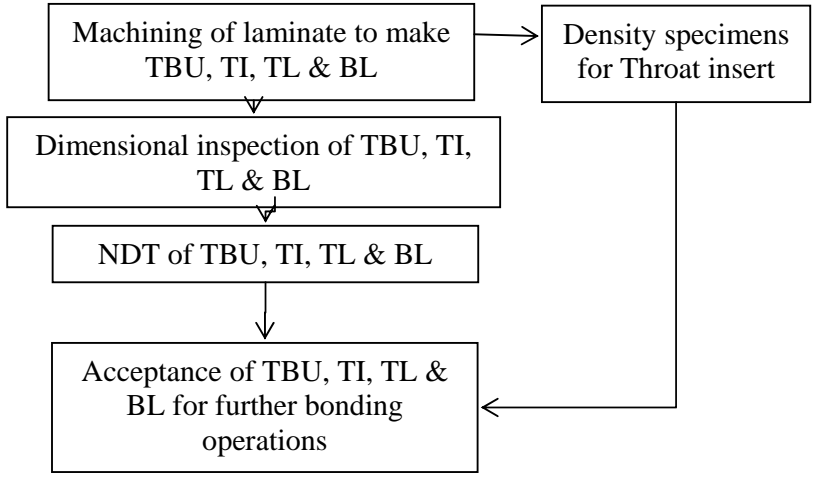 Machining of laminate to make
TBU, TI, TL & BL
Density specimens
for Throat insert
Dimensional inspection of TBU, TI,
TL & BL
NDT of TBU, TI, TL & BL
Acceptance of TBU, TI, TL &
BL for further bonding
operations